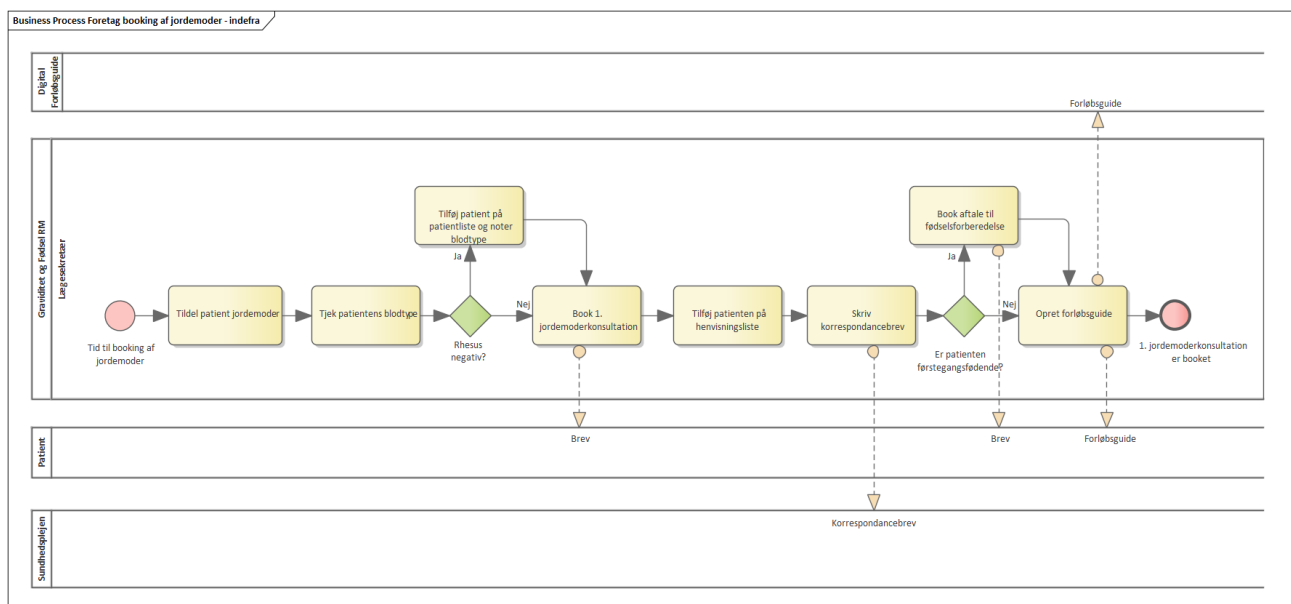 Business Process Foretag booking af jordemoder - indefra
Digital
Forløbsguide
Forløbsguide
Graviditet og Fødsel RM
Lægesekretær
Tilføj patient på
patientliste og noter
blodtype
Book aftale til
fødselsforberedelse
Ja
Ja
Tildel patient jordemoder
Tjek patientens blodtype
Nej
Book 1.
jordemoderkonsultation
Tilføj patienten på
henvisningsliste
Skriv
korrespondancebrev
Nej
Opret forløbsguide
Tid til booking af
jordemoder
Rhesus
negativ?
Er patienten
førstegangsfødende?
1. jordemoderkonsultation
er booket
Patient
Brev
Brev
Forløbsguide
Sundhedsplejen
Korrespondancebrev